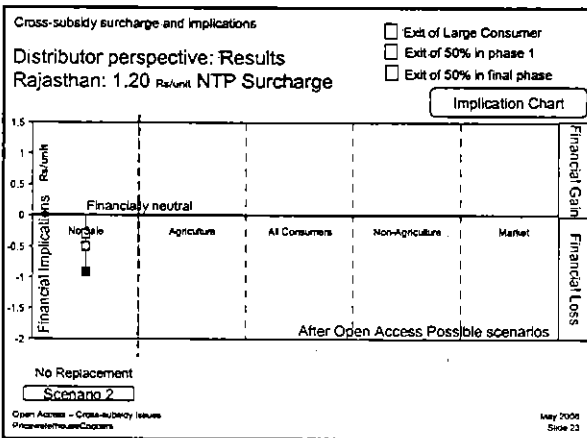 Cross-subsidy surcharge and implications
Distributor perspective: Results
Rajasthan: 1.20 Rs/unit NTP Surcharge
Exit of Large Consumer
Exit of 50% in phase 1
Exit of 50% in final phase
Implication Chart
1.5
1
0.5
0
-0.5
-1
-1.5
-2
Rs/unit
Financial Implications
Financially neutral
No Sale
Agriculture
All Consumers
Non-Agriculture
Market
Financial Gain
Financial Loss
After Open Access Possible scenarios
No Replacement
Scenario 2
Open Access – Cross-subsidy Issues
PricewaterhouseCoopers
May 2006
Slide 23